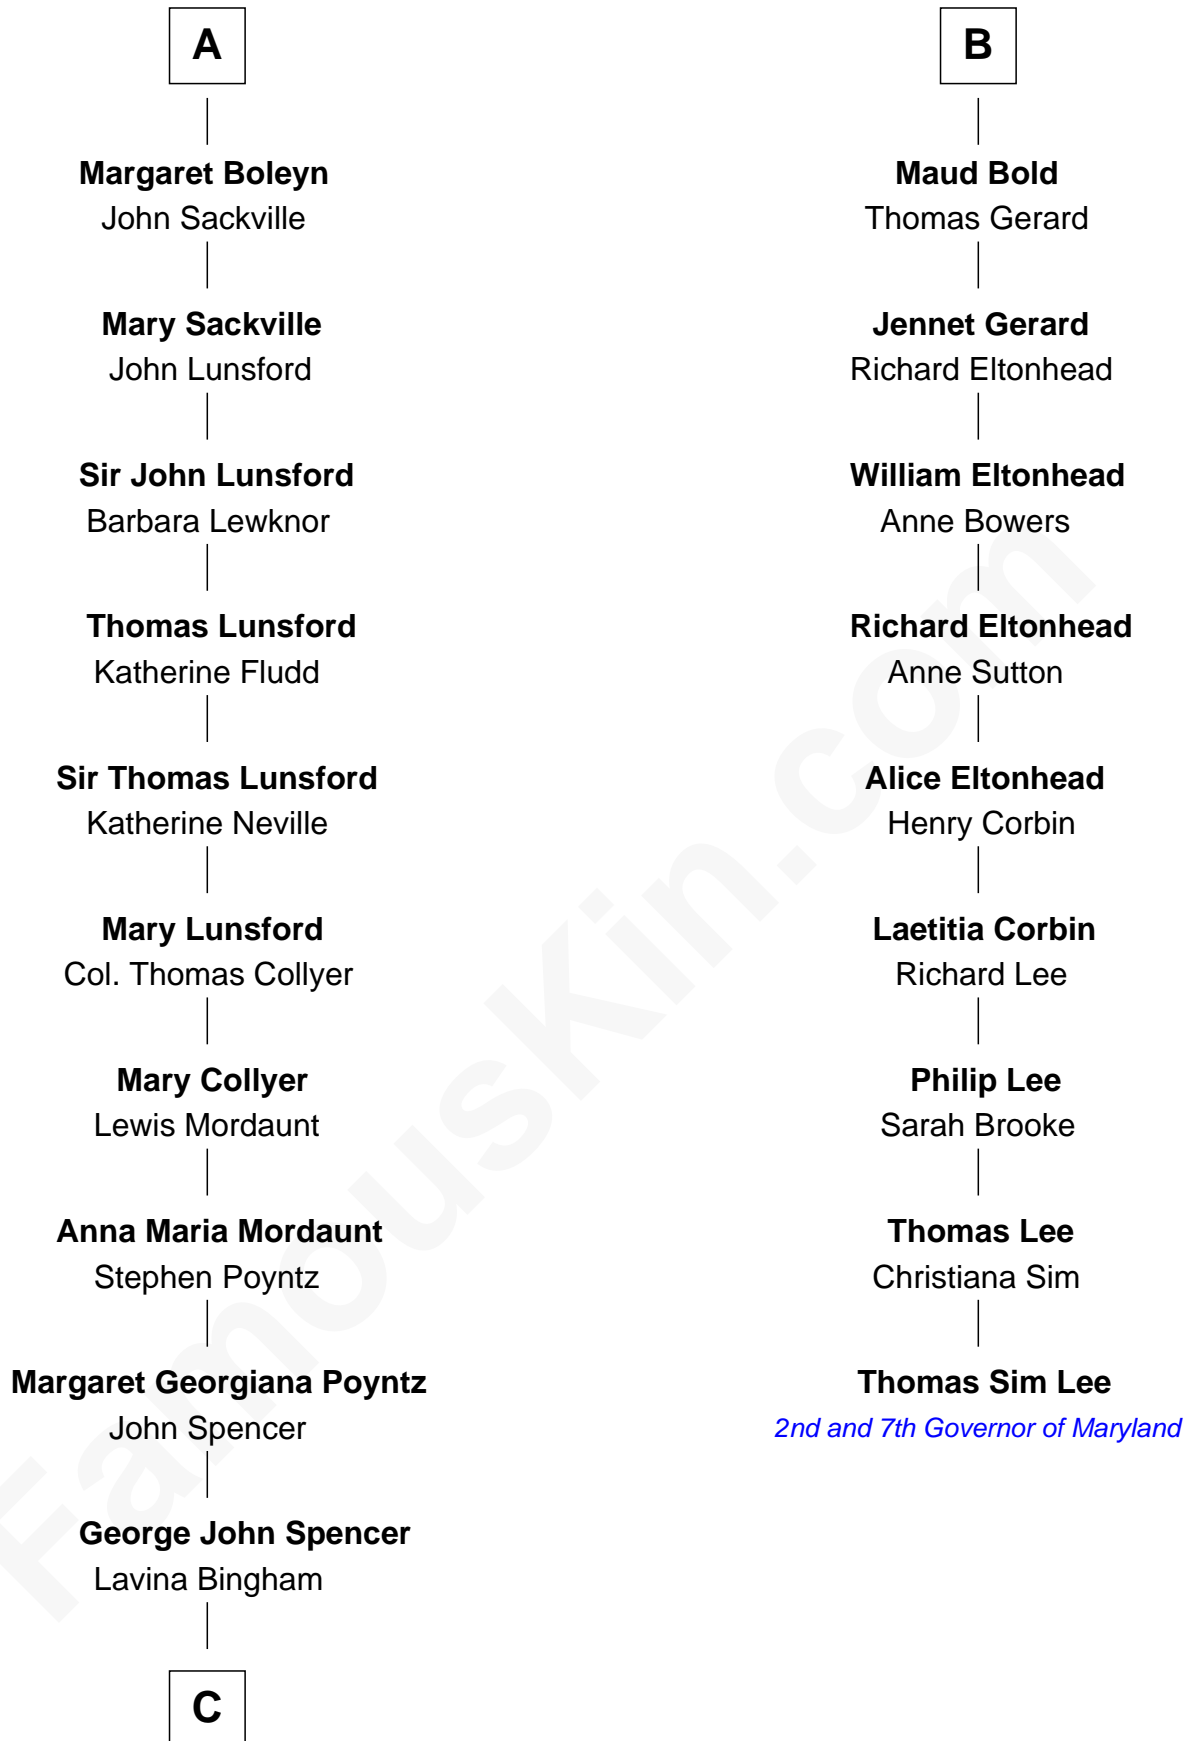 A
Margaret Boleyn
John Sackville
Mary Sackville
John Lunsford
Sir John Lunsford
Barbara Lewknor
Thomas Lunsford
Katherine Fludd
Sir Thomas Lunsford
Katherine Neville
Mary Lunsford
Col. Thomas Collyer
Mary Collyer
Lewis Mordaunt
Anna Maria Mordaunt
Stephen Poyntz
Margaret Georgiana Poyntz
John Spencer
George John Spencer
Lavina Bingham
C
B
Maud Bold
Thomas Gerard
Jennet Gerard
Richard Eltonhead
William Eltonhead
Anne Bowers
Richard Eltonhead
Anne Sutton
Alice Eltonhead
Henry Corbin
Laetitia Corbin
Richard Lee
Philip Lee
Sarah Brooke
Thomas Lee
Christiana Sim
Thomas Sim Lee
2nd and 7th Governor of Maryland
FamousKin.com